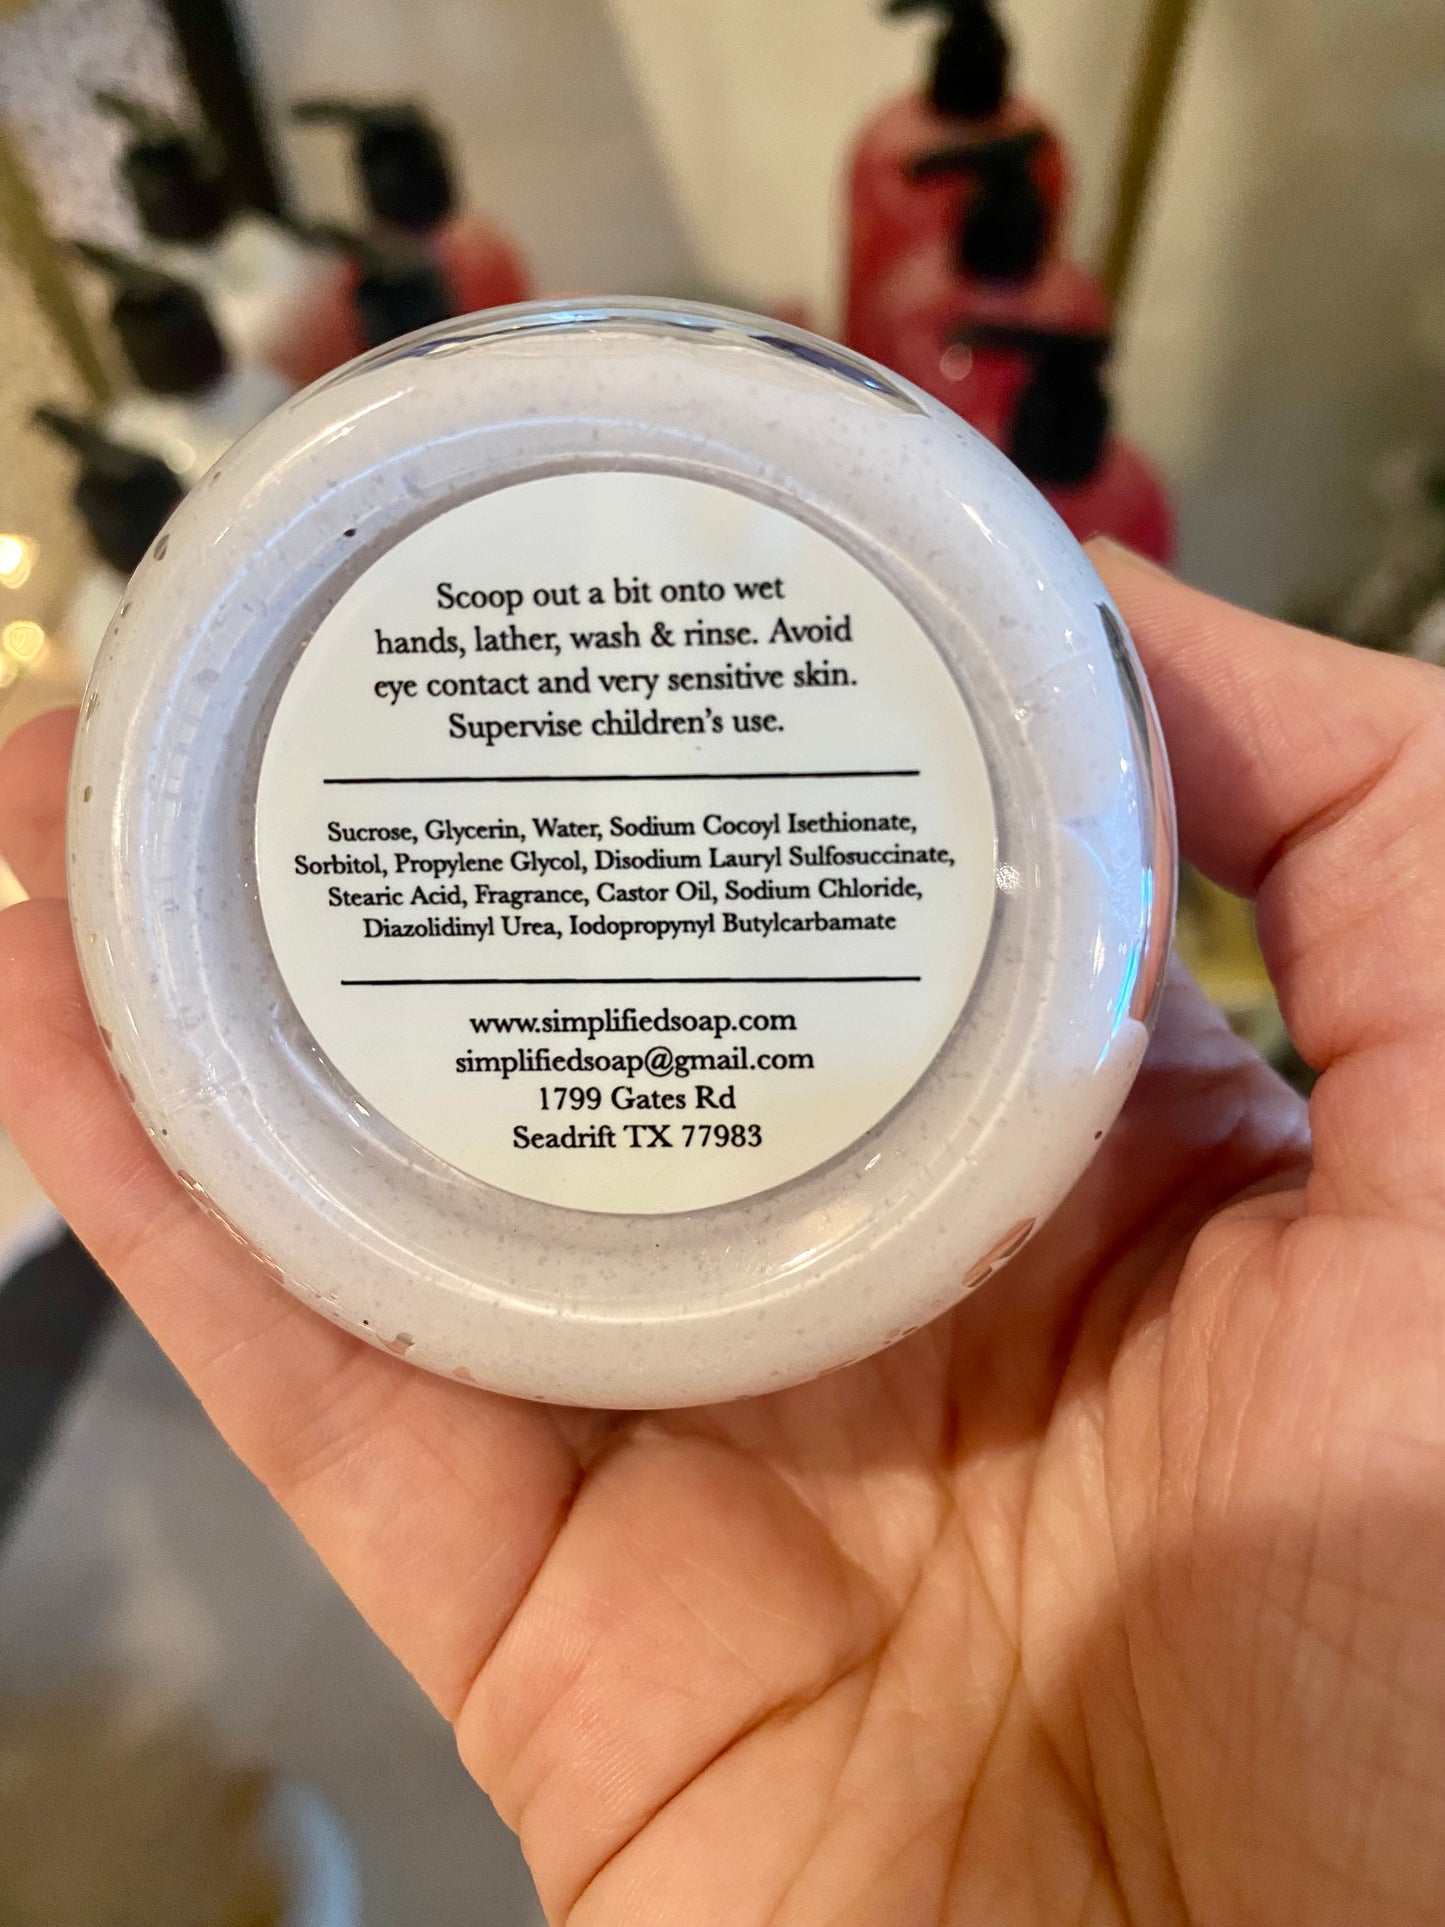 Scoop out a bit onto wet
hands, lather, wash & rinse. Avoid
eye contact and very sensitive skin.
Supervise children's use.
Sucrose, Glycerin, Water, Sodium Cocoyl Isethionate,
Sorbitol, Propylene Glycol, Disodium Lauryl Sulfosuccinate,
Stearic Acid, Fragrance, Castor Oil, Sodium Chloride,
Diazolidinyl Urea, Iodopropynyl Butylcarbamate
www.simplifiedsoap.com
simplifiedsoap@gmail.com
1799 Gates Rd
Seadrift TX 77983